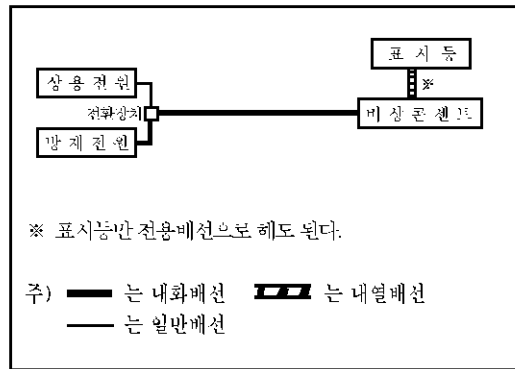 표 시 등
상 용 전 원
※
전환장치
비 상 콘 센 트
방 재 전 원
※ 표시등만 전용배선으로 해도 된다.
주) 는 내화배선 는 내열배선
는 일반배선